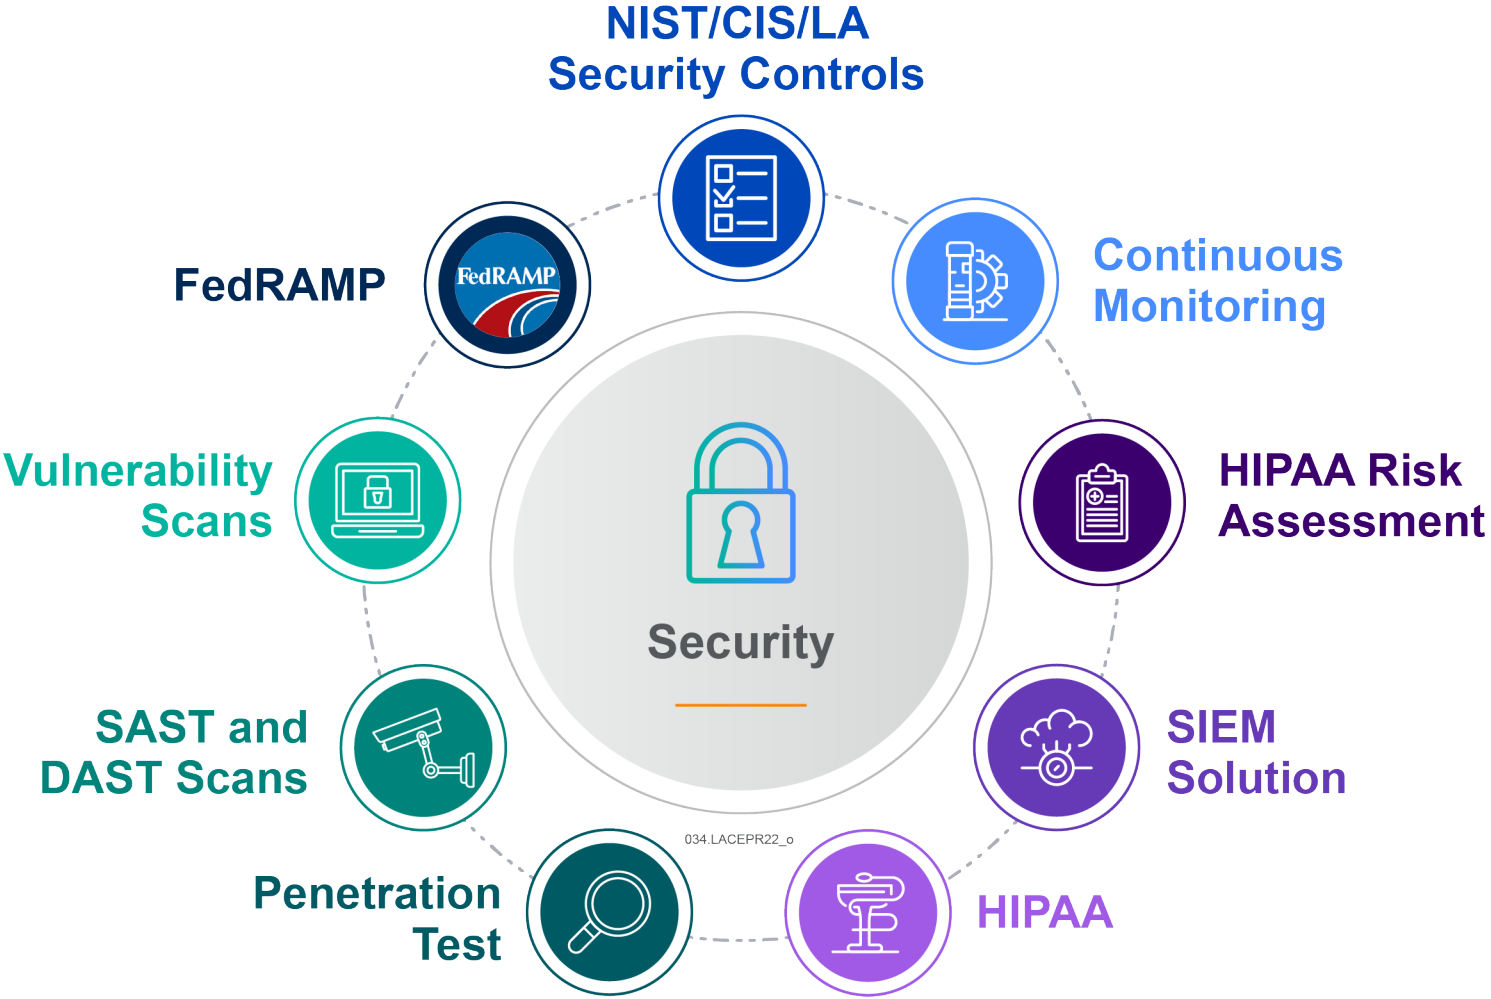 NIST/CIS/LA
Security Controls
Continuous
Monitoring
HIPAA Risk
Assessment
SIEM
Solution
HIPAA
Penetration
Test
SAST and
DAST Scans
Vulnerability
Scans
FedRAMP
FedRAMP
Security
034.LACEPR22_o